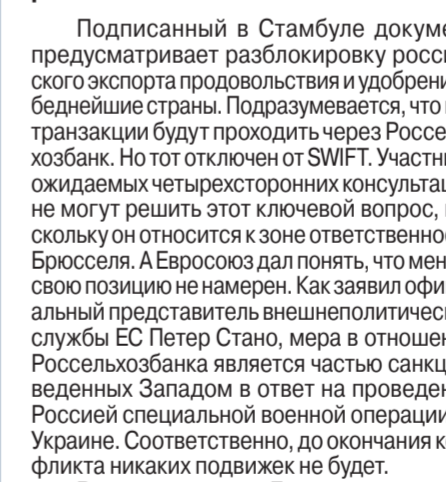 Подписанный в Стамбуле докуме
предусматривает разблокировку росси
ского экспорта продовольствия и удобрени
беднейшие страны. Подразумевается, что
транзакции будут проходить через Россе
хозбанк. Но тот отключен от SWIFT. Участни
ожидаемых четырехсторонних консультац
не могут решить этот ключевой вопрос,
скольку он относится к зоне ответственно
Брюсселя. А Евросоюз дал понять, что мен
свою позицию не намерен. Как заявил офи
альный представитель внешнеполитичес
службы ЕС Петер Стано, мера в отношен
Россельхозбанка является частью санкц
веденных Западом в ответ на проведен
Россией специальной военной операции
Украине. Соответственно, до окончания к
фликта никаких подвижек не будет.